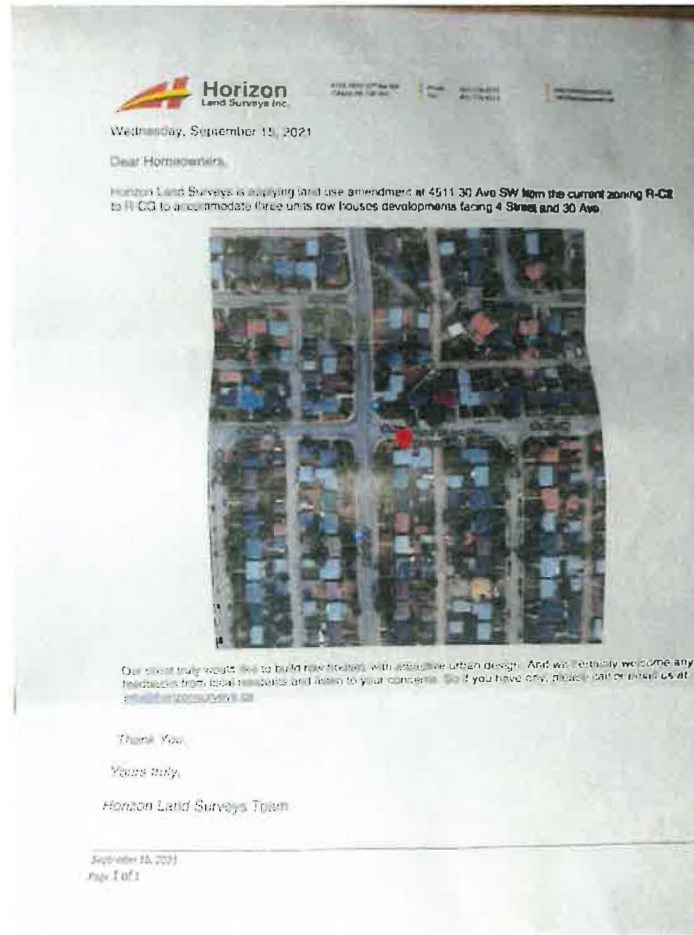 Horizon
Land Surveys Inc.
Wednesday, September 15, 2021
Dear Homeowners,
Horizon Land Surveys is applying land use amendment at 4511 30 Ave SW from the current zoning R-C2
to R-CG to accommodate three units row houses developments facing 4 Street and 30 Ave.
Our client truly would like to build row houses with attractive urban design. And we certainly welcome any
feedbacks from local residents and listen to your concerns. So if you have any, please call or email us at
Thank You,
Yours truly,
Horizon Land Surveys Team
September 15, 2021
Page 1 of 1